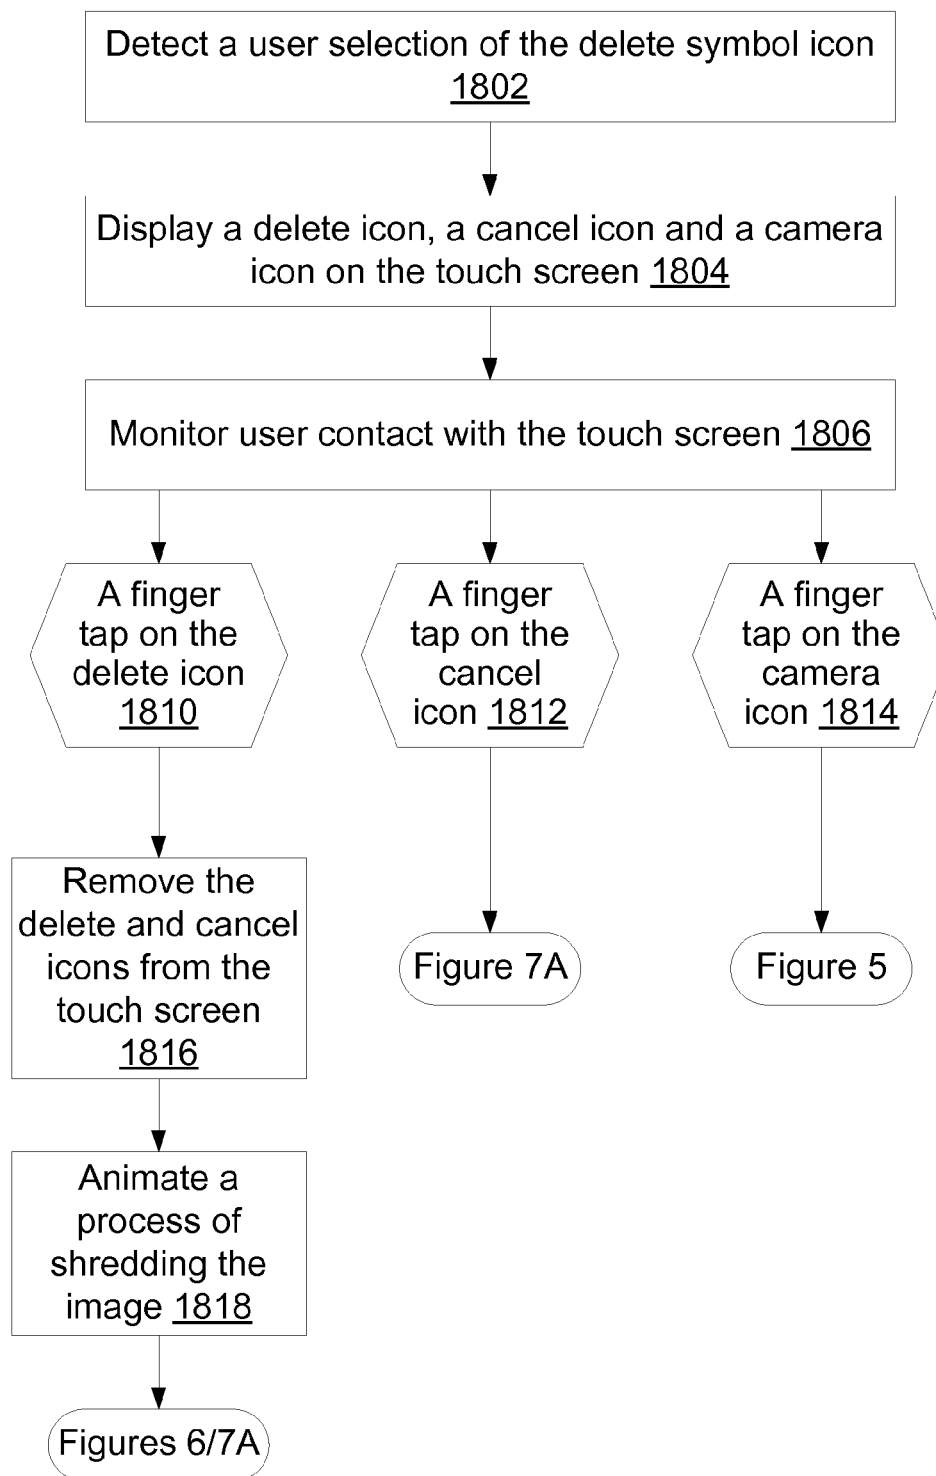 Detect a user selection of the delete symbol icon
1802
Display a delete icon, a cancel icon and a camera
icon on the touch screen 1804
Monitor user contact with the touch screen 1806
A finger
tap on the
delete icon
1810
A finger
tap on the
cancel
icon 1812
A finger
tap on the
camera
icon 1814
Remove the
delete and cancel
icons from the
touch screen
1816
Figure 7A
Figure 5
Animate a
process of
shredding the
image 1818
Figures 6/7A